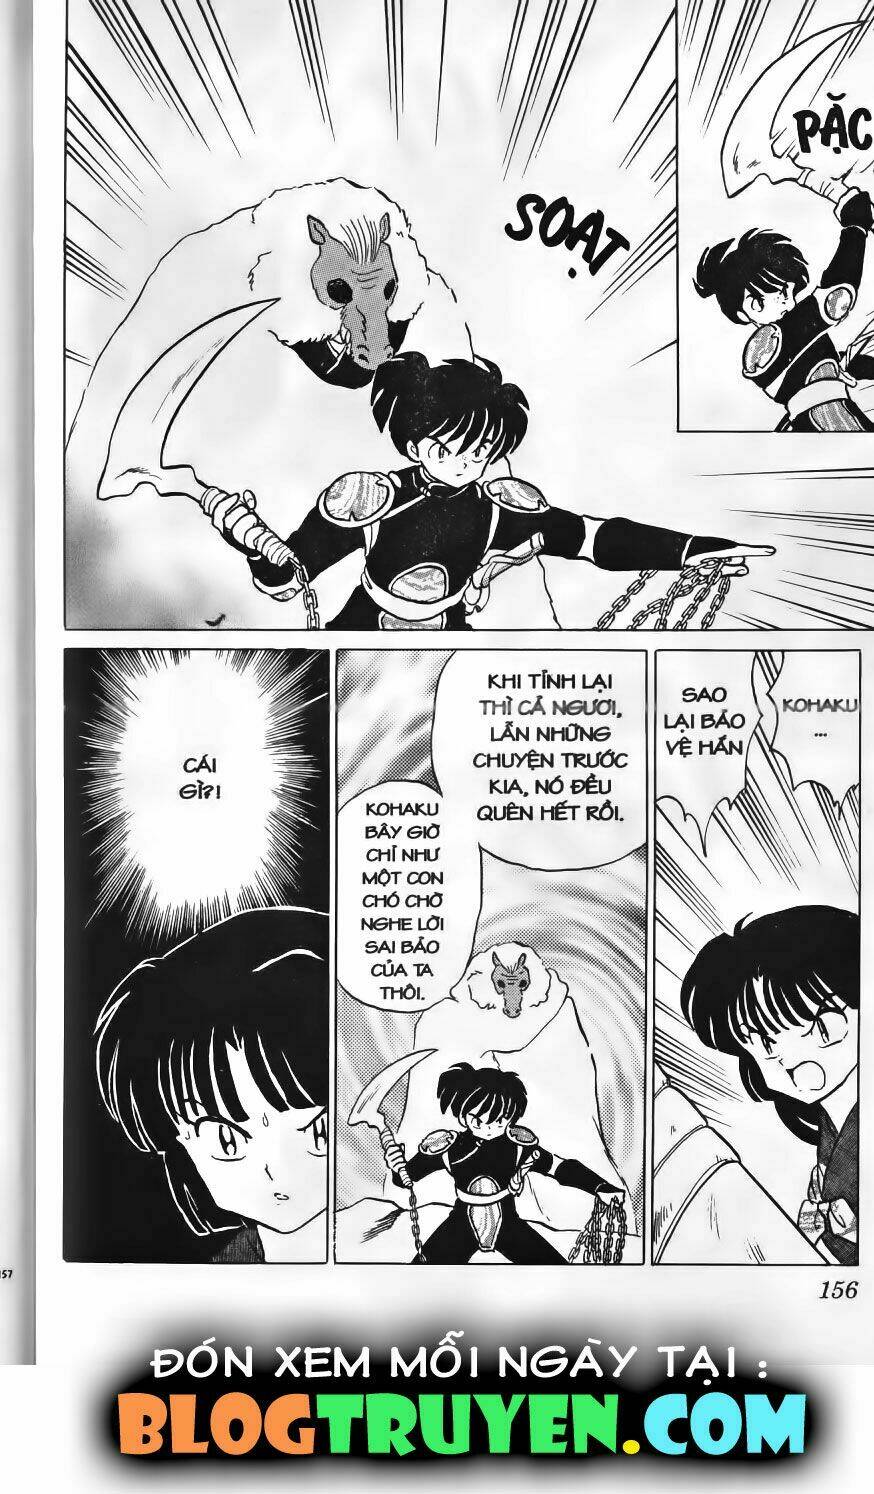 PẶC
SOẠT
KOHAKU
...
SAO
LẠI BẢO
VỆ HẮN
KHI TỈNH LẠI
THÌ CẢ NGƯƠI,
LẪN NHỮNG
CHUYỆN TRƯỚC
KIA, NÓ ĐỀU
QUÊN HẾT RỒI.
KOHAKU
BÂY GIỜ
CHỈ NHƯ
MỘT CON
CHÓ CHỜ
NGHE LỜI
SAI BẢO
CỦA TA
THÔI.
CÁI
GÌ?!
157
156
ĐÓN XEM MỖI NGÀY TẠI :
BLOGTRUYEN.COM